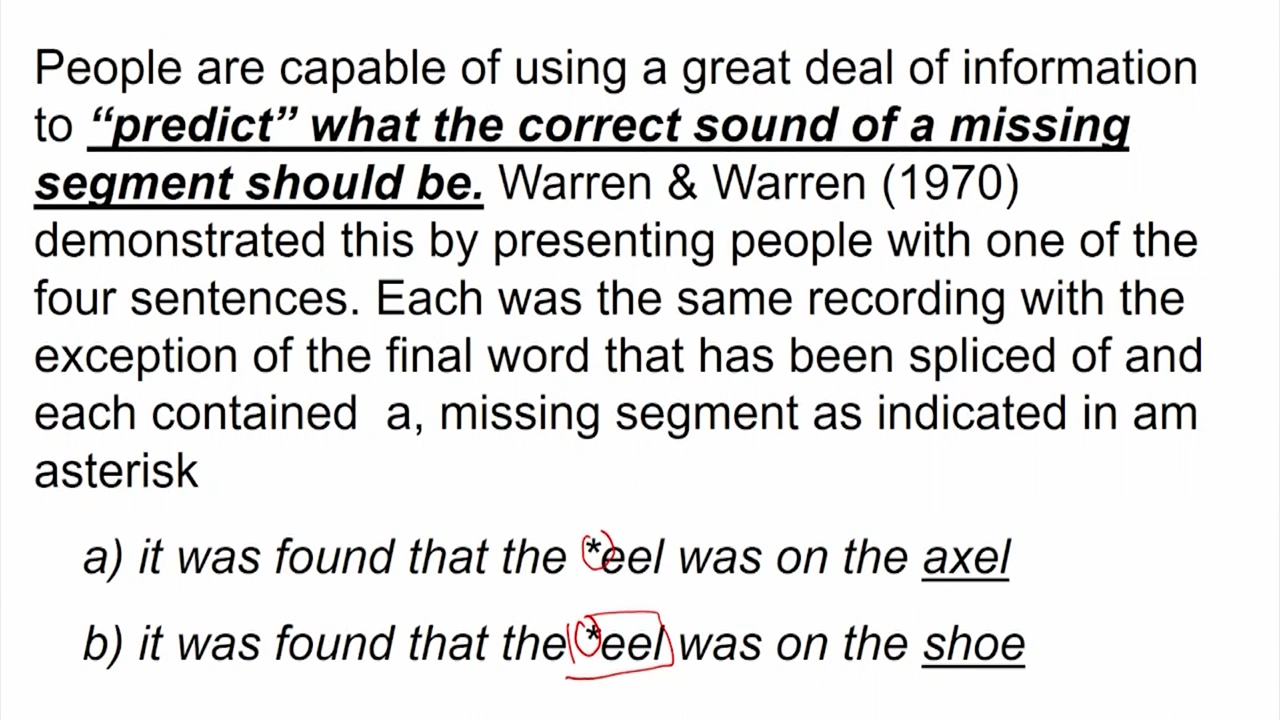 People are capable of using a great deal of information
to “predict” what the correct sound of a missing
segment should be. Warren & Warren (1970)
demonstrated this by presenting people with one of the
four sentences. Each was the same recording with the
exception of the final word that has been spliced of and
each contained  a, missing segment as indicated in am
asterisk
a) it was found that the *eel was on the axel
b) it was found that the *eel was on the shoe